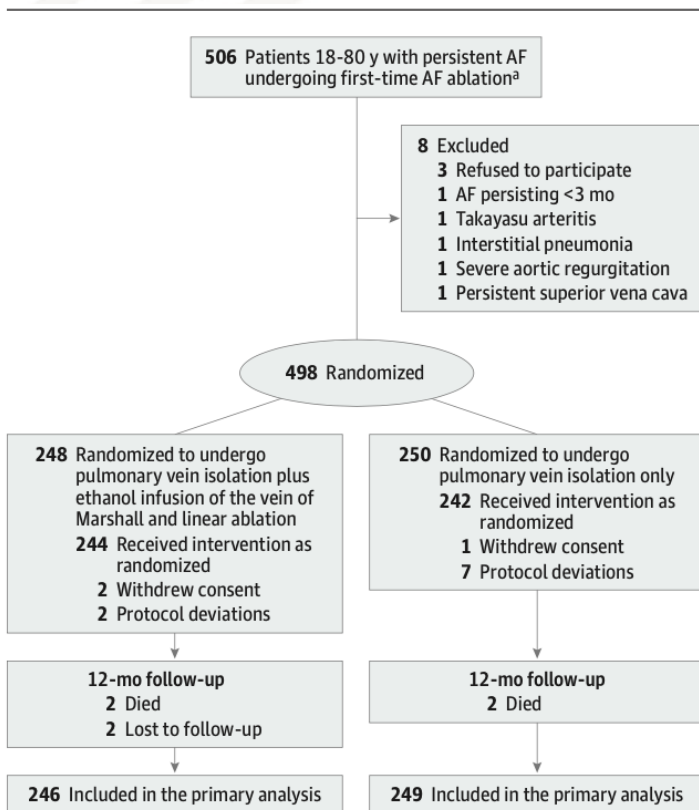 506 Patients 18-80 y with persistent AF
undergoing first-time AF ablationa
8 Excluded
3 Refused to participate
1 AF persisting <3 mo
1 Takayasu arteritis
1 Interstitial pneumonia
1 Severe aortic regurgitation
1 Persistent superior vena cava
498 Randomized
248 Randomized to undergo
pulmonary vein isolation plus
ethanol infusion of the vein of
Marshall and linear ablation
244 Received intervention as
randomized
2 Withdrew consent
2 Protocol deviations
250 Randomized to undergo
pulmonary vein isolation only
242 Received intervention as
randomized
1 Withdrew consent
7 Protocol deviations
12-mo follow-up
2 Died
2 Lost to follow-up
12-mo follow-up
2 Died
246 Included in the primary analysis
249 Included in the primary analysis